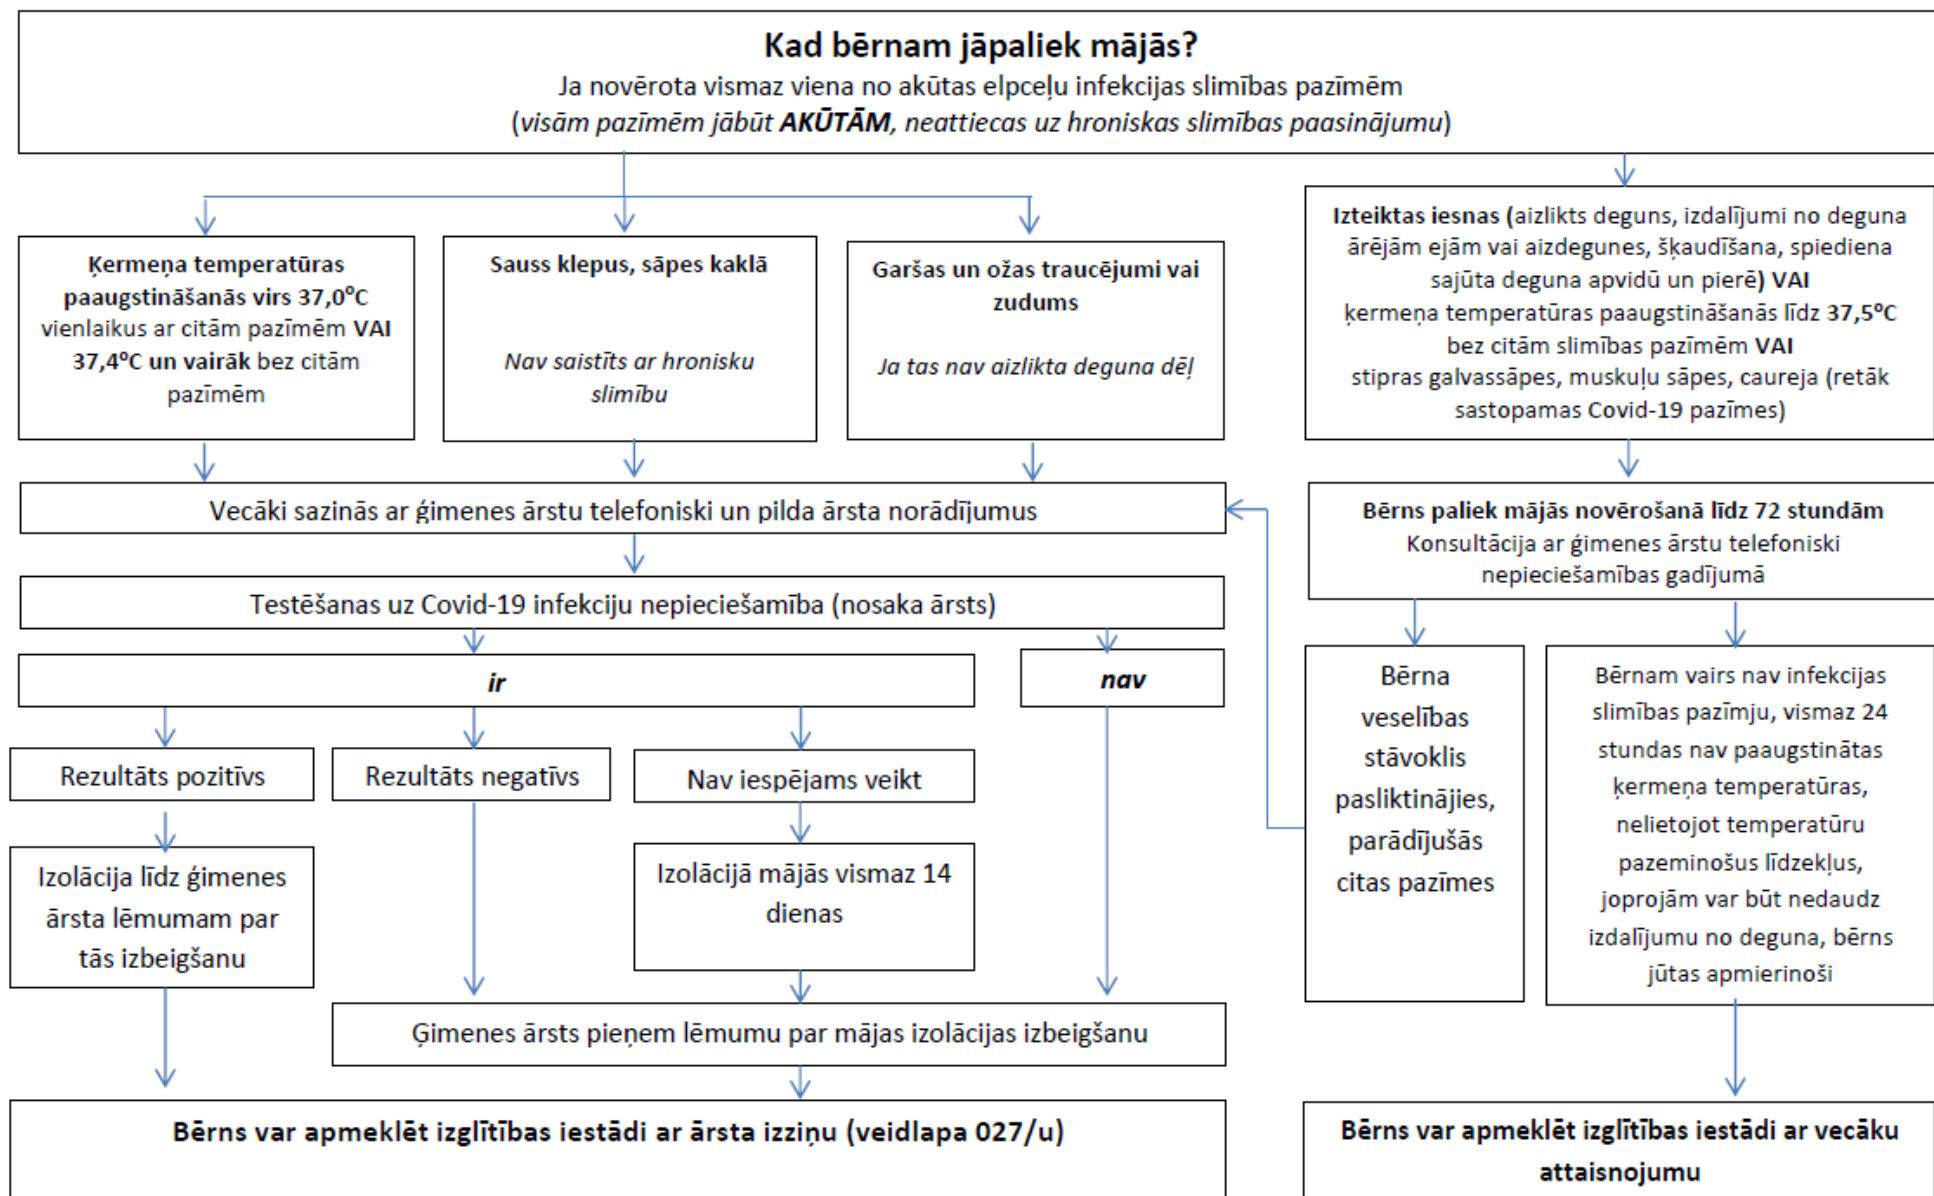 Kad bērnam jāpaliek mājās?
Ja novērota vismaz viena no akūtas elpceļu infekcijas slimības pazīmēm
(visām pazīmēm jābūt AKŪTĀM, neattiecas uz hroniskas slimības paasinājumu)
Ķermeņa temperatūras
paaugstināšanās virs 37,0°C
vienlaikus ar citām pazīmēm VAI
37,4°C un vairāk bez citām
pazīmēm
Sauss klepus, sāpes kaklā
Nav saistīts ar hronisku
slimību
Garšas un ožas traucējumi vai
zudums
Ja tas nav aizlikta deguna dēļ
Izteiktas iesnas (aizlikts deguns, izdalījumi no deguna
ārējām ejām vai aizdegunes, šķaudīšana, spiediena
sajūta deguna apvidū un pierē) VAI
ķermeņa temperatūras paaugstināšanās līdz 37,5°C
bez citām slimības pazīmēm VAI
stipras galvassāpes, muskuļu sāpes, caureja (retāk
sastopamas Covid-19 pazīmes)
Vecāki sazinās ar ģimenes ārstu telefoniski un pilda ārsta norādījumus
Bērns paliek mājās novērošanā līdz 72 stundām
Konsultācija ar ģimenes ārstu telefoniski
nepieciešamības gadījumā
Testēšanas uz Covid-19 infekciju nepieciešamība (nosaka ārsts)
ir
nav
Rezultāts pozitīvs
Rezultāts negatīvs
Nav iespējams veikt
Izolācija līdz ģimenes
ārsta lēmumam par
tās izbeigšanu
Izolācijā mājās vismaz 14
dienas
Bērna
veselības
stāvoklis
pasliktinājies,
parādījušās
citas pazīmes
Bērnam vairs nav infekcijas
slimības pazīmju, vismaz 24
stundas nav paaugstinātas
ķermeņa temperatūras,
nelietojot temperatūru
pazeminošus līdzekļus,
joprojām var būt nedaudz
izdalījumu no deguna, bērns
jūtas apmierinoši
Ģimenes ārsts pieņem lēmumu par mājas izolācijas izbeigšanu
Bērns var apmeklēt izglītības iestādi ar ārsta izziņu (veidlapa 027/u)
Bērns var apmeklēt izglītības iestādi ar vecāku
attaisnojumu